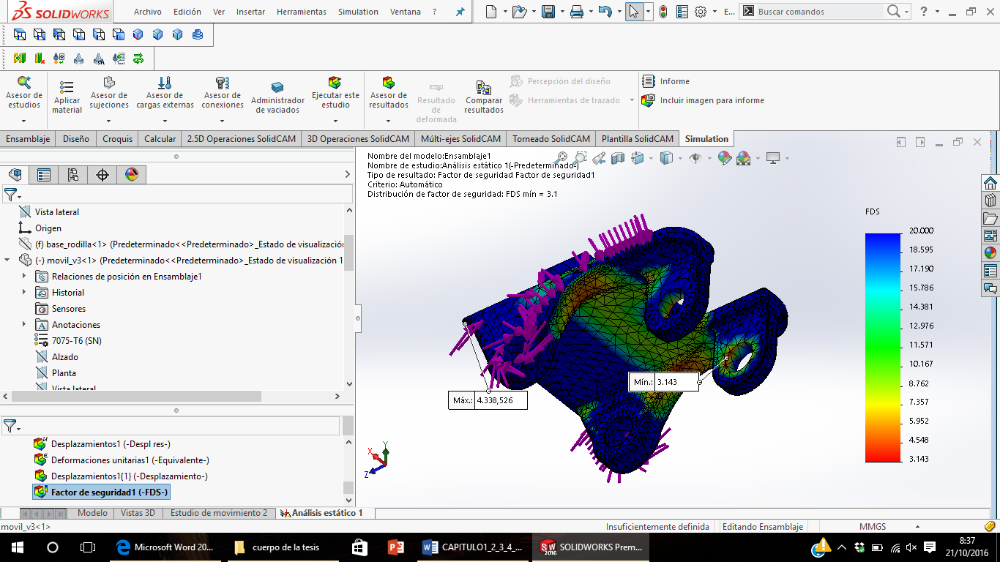 SOLIDWORKS
Archivo Edición Ver Insertar Herramientas Simulation Ventana ?
E... Buscar comandos ?
Asesor de estudios
Aplicar material
Asesor de sujeciones
Asesor de cargas externas
Asesor de conexiones
Administrador de vaciados
Ejecutar este estudio
Asesor de resultados
Resultado de deformada
Comparar resultados
Percepción del diseño
Herramientas de trazado
Informe
Incluir imagen para informe
Ensamblaje Diseño Croquis Calcular 2.5D Operaciones SolidCAM 3D Operaciones SolidCAM Múlti-ejes SolidCAM Torneado SolidCAM Plantilla SolidCAM Simulation
Nombre del modelo:Ensamblaje1
Nombre de estudio:Análisis estático 1(-Predeterminado-)
Tipo de resultado: Factor de seguridad Factor de seguridad1
Criterio: Automático
Distribución de factor de seguridad: FDS mín = 3.1
Vista lateral
Origen
(f) base_rodilla<1> (Predeterminado<<Predeterminado>_Estado de visualizació
(-) movil_v3<1> (Predeterminado<<Predeterminado>_Estado de visualización 1
Relaciones de posición en Ensamblaje1
Historial
Sensores
Anotaciones
7075-T6 (SN)
Alzado
Planta
Vista lateral
Desplazamientos1 (-Despl res-)
Deformaciones unitarias1 (-Equivalente-)
Desplazamientos1{1} (-Desplazamiento-)
Factor de seguridad1 (-FDS-)
FDS
20.000
18.595
17.190
15.786
14.381
12.976
11.571
10.167
8.762
7.357
5.952
4.548
3.143
Mín.: 3.143
Máx.: 4.338,526
Y
X
Z
Modelo Vistas 3D Estudio de movimiento 2 Análisis estático 1
movil_v3<1> Insuficientemente definida Editando Ensamblaje MMGS
Microsoft Word 20... cuerpo de la tesis CAPITULO1_2_3_4_... SOLIDWORKS Prem...
8:37
21/10/2016